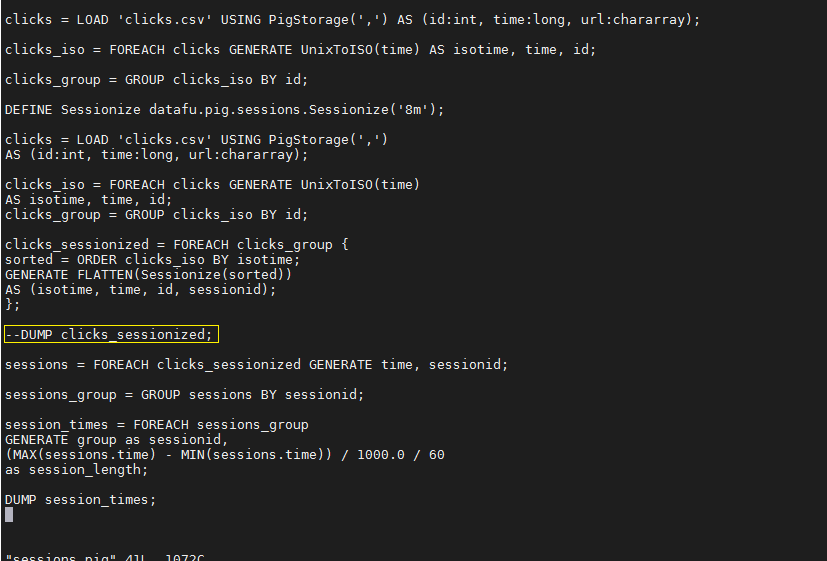 clicks = LOAD 'clicks.csv' USING PigStorage(',') AS (id:int, time:long, url:chararray);
clicks_iso = FOREACH clicks GENERATE UnixToISO(time) AS isotime, time, id;
clicks_group = GROUP clicks_iso BY id;
DEFINE Sessionize datafu.pig.sessions.Sessionize('8m');
clicks = LOAD 'clicks.csv' USING PigStorage(',')
AS (id:int, time:long, url:chararray);
clicks_iso = FOREACH clicks GENERATE UnixToISO(time)
AS isotime, time, id;
clicks_group = GROUP clicks_iso BY id;
clicks_sessionized = FOREACH clicks_group {
sorted = ORDER clicks_iso BY isotime;
GENERATE FLATTEN(Sessionize(sorted))
AS (isotime, time, id, sessionid);
};
--DUMP clicks_sessionized;
sessions = FOREACH clicks_sessionized GENERATE time, sessionid;
sessions_group = GROUP sessions BY sessionid;
session_times = FOREACH sessions_group
GENERATE group as sessionid,
(MAX(sessions.time) - MIN(sessions.time)) / 1000.0 / 60
as session_length;
DUMP session_times;
"sessions.pig" 41L, 1072C